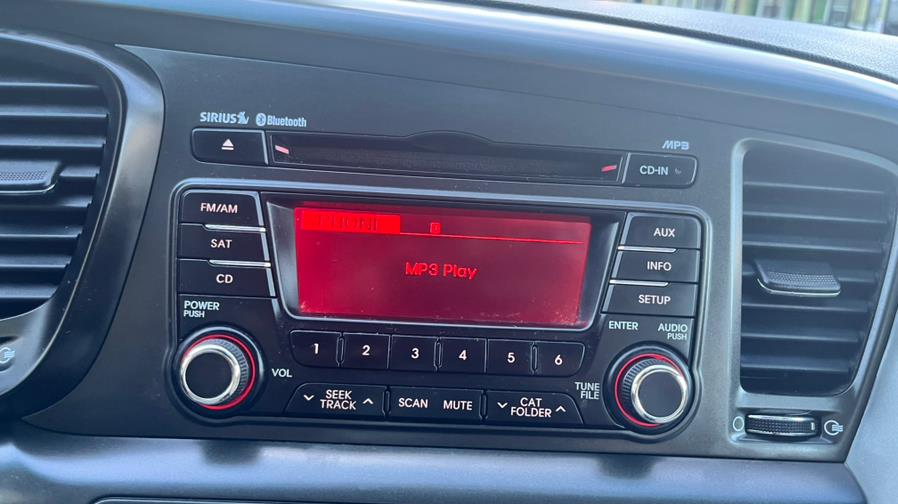 SIRIUS Bluetooth
MP3
CD-IN
FM/AM
SAT
CD
POWER
PUSH
VOL
MP3 Play
AUX
INFO
SETUP
ENTER
AUDIO
PUSH
1 2 3 4 5 6
SEEK
TRACK
SCAN MUTE
CAT
FOLDER
TUNE
FILE